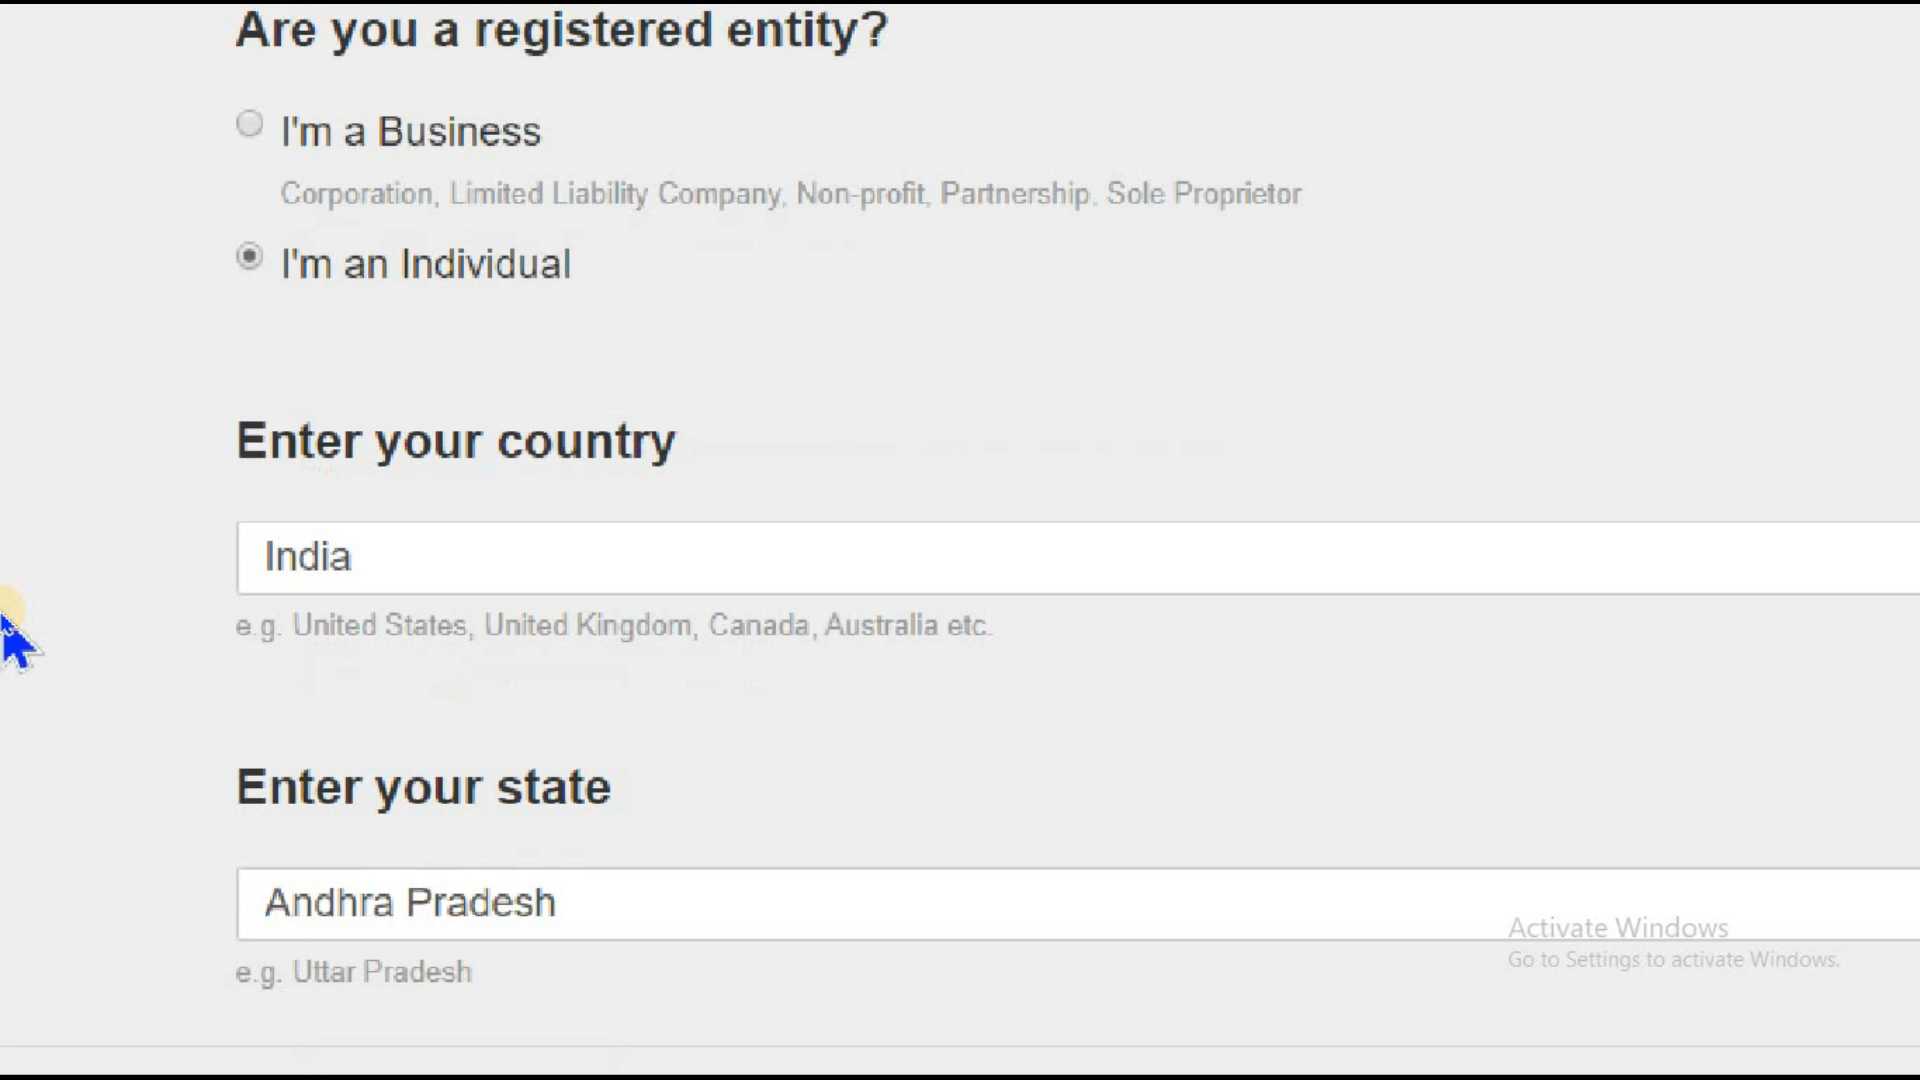 Are you a registered entity?
I'm a Business
Corporation, Limited Liability Company, Non-profit, Partnership, Sole Proprietor
I'm an Individual
Enter your country
India
e.g. United States, United Kingdom, Canada, Australia etc.
Enter your state
Andhra Pradesh
e.g. Uttar Pradesh
Activate Windows
Go to Settings to activate Windows.